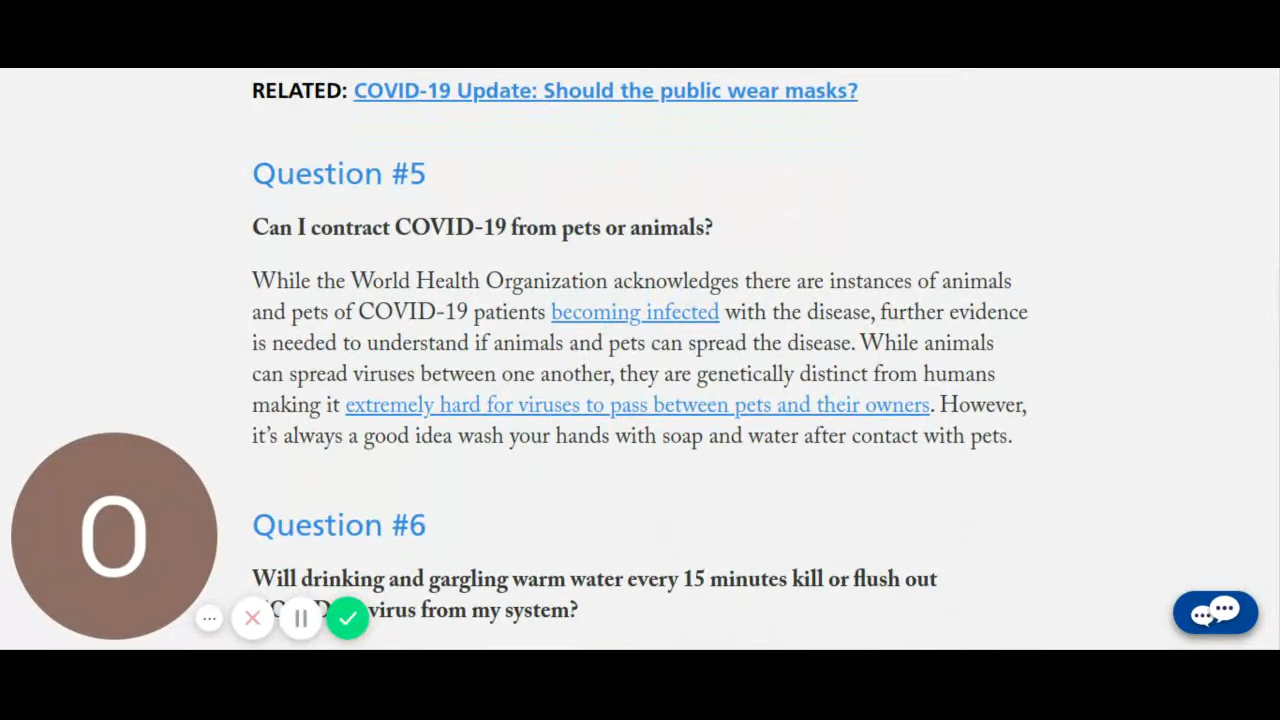 RELATED: COVID-19 Update: Should the public wear masks?
Question #5
Can I contract COVID-19 from pets or animals?
While the World Health Organization acknowledges there are instances of animals
and pets of COVID-19 patients becoming infected with the disease, further evidence
is needed to understand if animals and pets can spread the disease. While animals
can spread viruses between one another, they are genetically distinct from humans
making it extremely hard for viruses to pass between pets and their owners. However,
it's always a good idea wash your hands with soap and water after contact with pets.
O
Question #6
Will drinking and gargling warm water every 15 minutes kill or flush out
virus from my system?